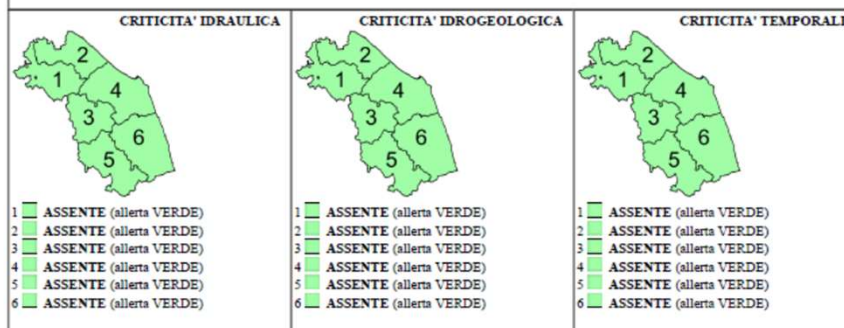 CRITICITA' IDRAULICA
2
1
4
3
6
5
1 ASSENTE (allerta VERDE)
2 ASSENTE (allerta VERDE)
3 ASSENTE (allerta VERDE)
4 ASSENTE (allerta VERDE)
5 ASSENTE (allerta VERDE)
6 ASSENTE (allerta VERDE)
CRITICITA' IDROGEOLOGICA
2
1
4
3
6
5
1 ASSENTE (allerta VERDE)
2 ASSENTE (allerta VERDE)
3 ASSENTE (allerta VERDE)
4 ASSENTE (allerta VERDE)
5 ASSENTE (allerta VERDE)
6 ASSENTE (allerta VERDE)
CRITICITA' TEMPORALI
2
1
4
3
6
5
1 ASSENTE (allerta VERDE)
2 ASSENTE (allerta VERDE)
3 ASSENTE (allerta VERDE)
4 ASSENTE (allerta VERDE)
5 ASSENTE (allerta VERDE)
6 ASSENTE (allerta VERDE)